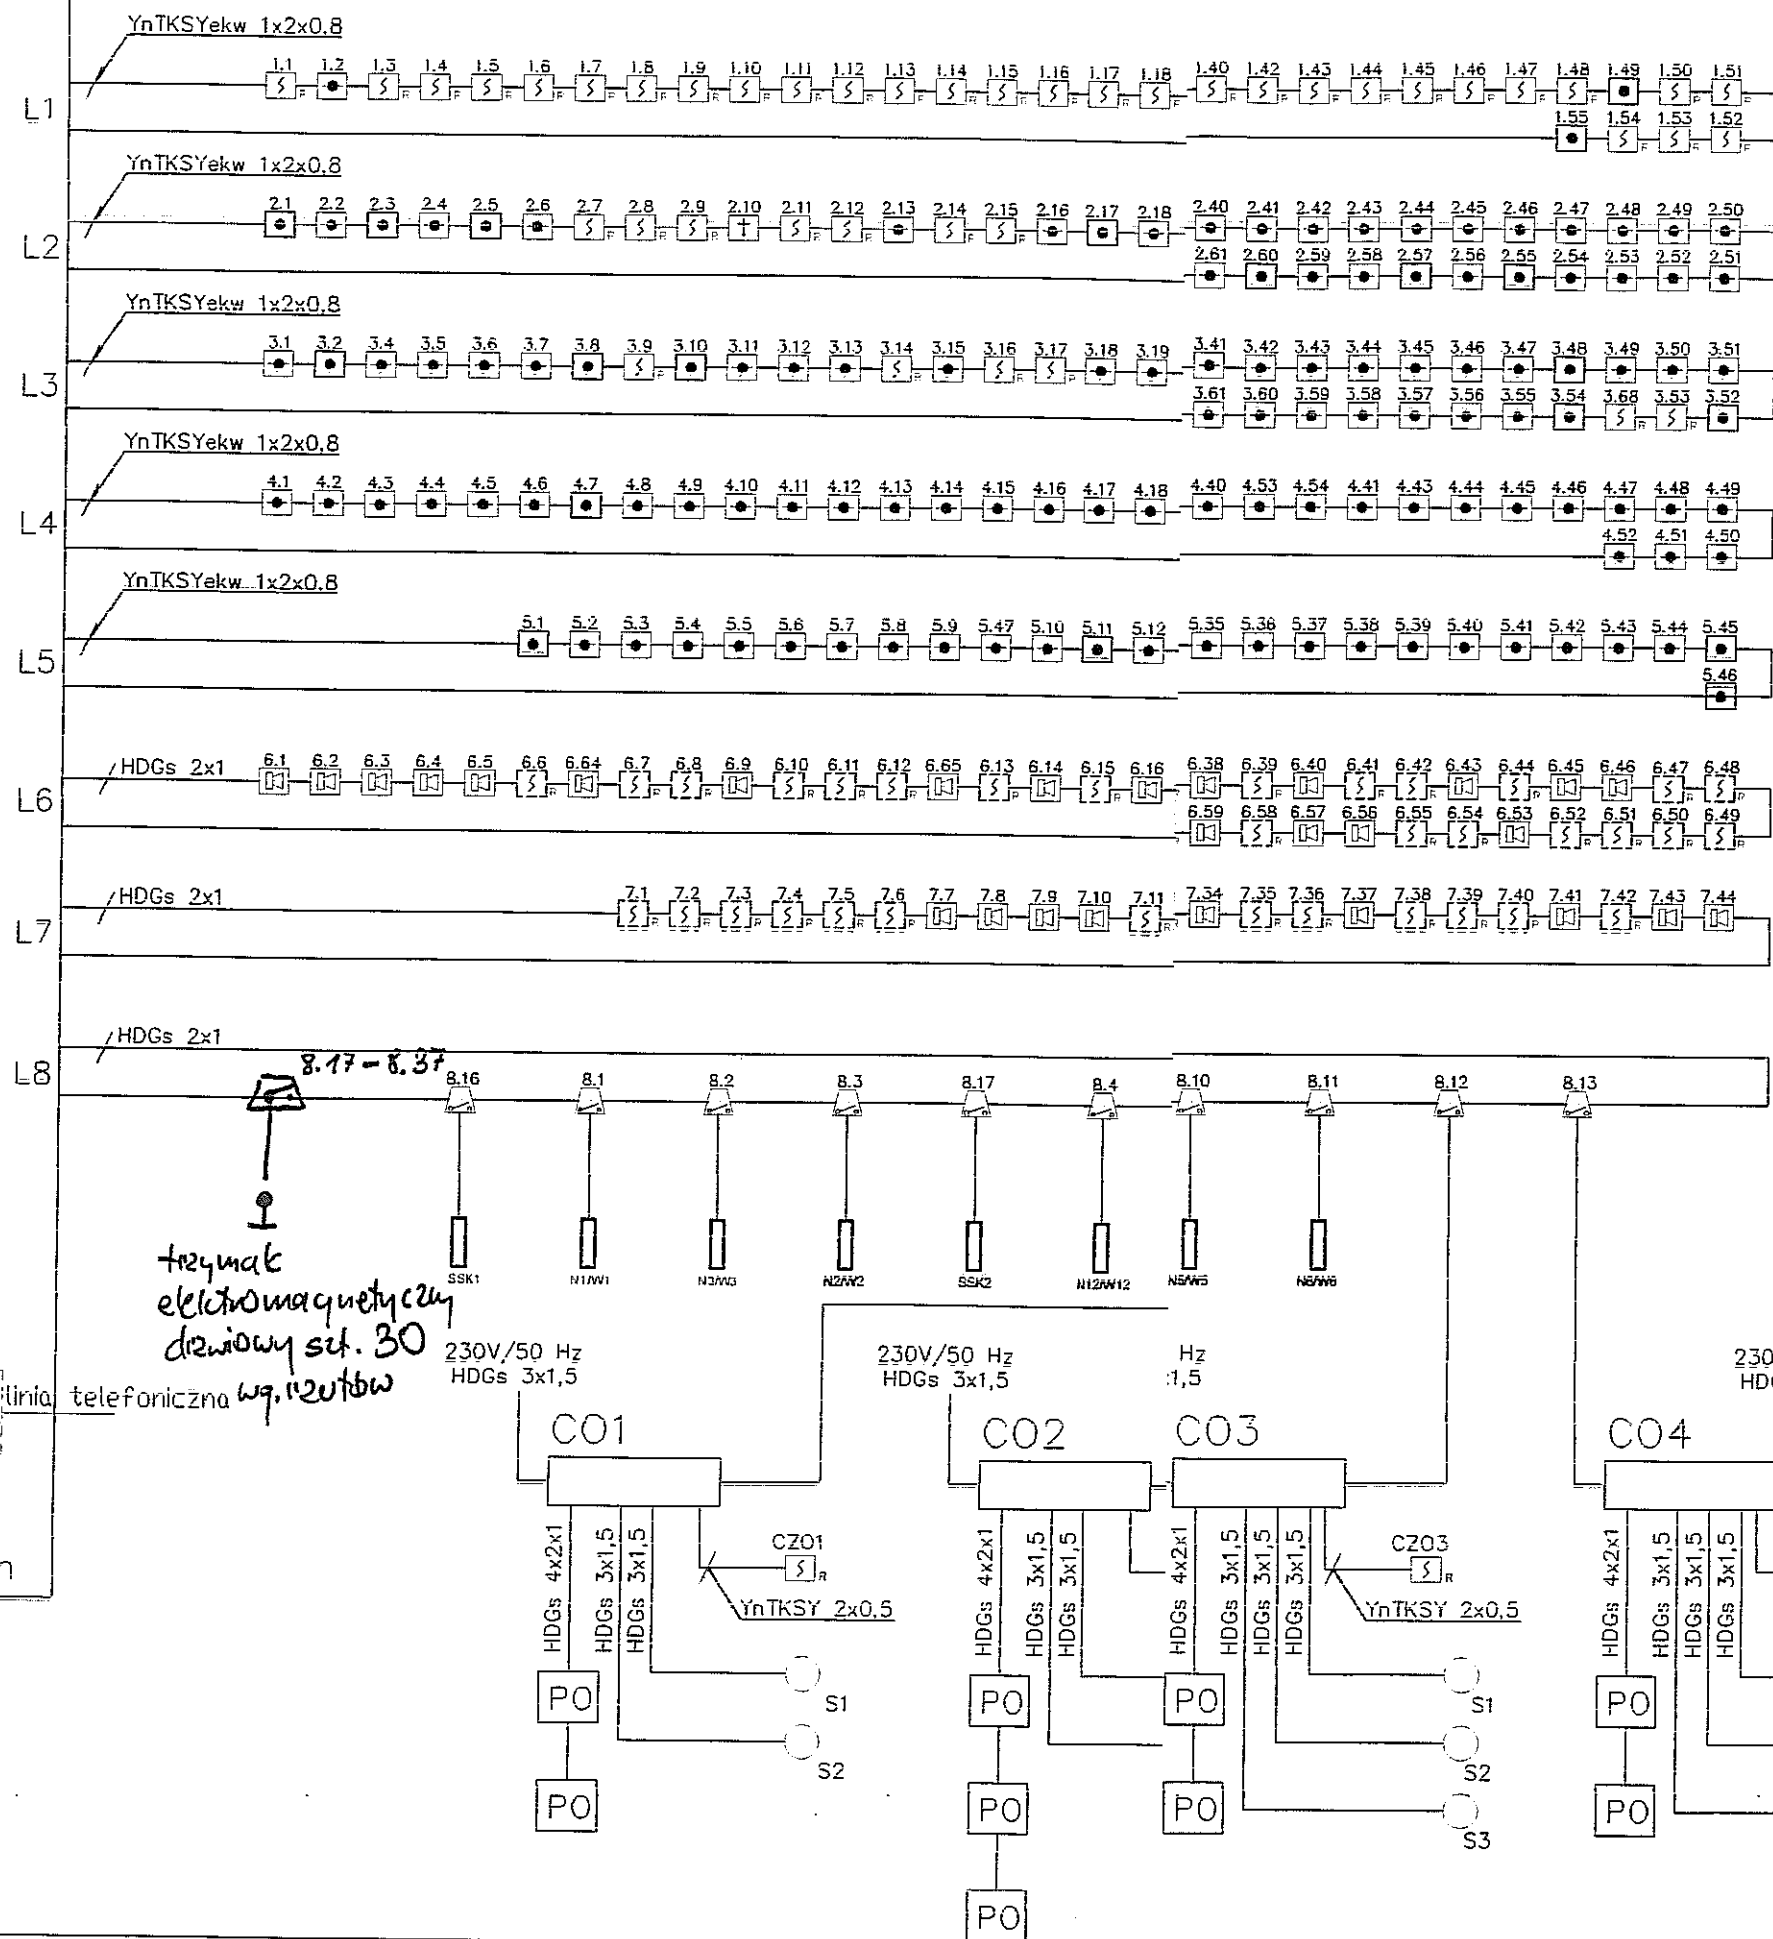 YnTKSYekw 1x2x0,8
1.1 1.2 1.3 1.4 1.5 1.6 1.7 1.8 1.9 1.10 1.11 1.12 1.13 1.14 1.15 1.16 1.17 1.18 1.40 1.42 1.43 1.44 1.45 1.46 1.47 1.48 1.49 1.50 1.51
L1
1.55 1.54 1.53 1.52
YnTKSYekw 1x2x0,8
2.1 2.2 2.3 2.4 2.5 2.6 2.7 2.8 2.9 2.10 2.11 2.12 2.13 2.14 2.15 2.16 2.17 2.18 2.40 2.41 2.42 2.43 2.44 2.45 2.46 2.47 2.48 2.49 2.50
L2
2.61 2.60 2.59 2.58 2.57 2.56 2.55 2.54 2.53 2.52 2.51
YnTKSYekw 1x2x0,8
3.1 3.2 3.4 3.5 3.6 3.7 3.8 3.9 3.10 3.11 3.12 3.13 3.14 3.15 3.16 3.17 3.18 3.19 3.41 3.42 3.43 3.44 3.45 3.46 3.47 3.48 3.49 3.50 3.51
L3
3.61 3.60 3.59 3.58 3.57 3.56 3.55 3.54 3.68 3.53 3.52
YnTKSYekw 1x2x0,8
4.1 4.2 4.3 4.4 4.5 4.6 4.7 4.8 4.9 4.10 4.11 4.12 4.13 4.14 4.15 4.16 4.17 4.18 4.40 4.53 4.54 4.41 4.43 4.44 4.45 4.46 4.47 4.48 4.49
L4
4.52 4.51 4.50
YnTKSYekw 1x2x0,8
5.1 5.2 5.3 5.4 5.5 5.6 5.7 5.8 5.9 5.47 5.10 5.11 5.12 5.35 5.36 5.37 5.38 5.39 5.40 5.41 5.42 5.43 5.44 5.45
L5
5.46
HDGs 2x1
6.1 6.2 6.3 6.4 6.5 6.6 6.64 6.7 6.8 6.9 6.10 6.11 6.12 6.65 6.13 6.14 6.15 6.16 6.38 6.39 6.40 6.41 6.42 6.43 6.44 6.45 6.46 6.47 6.48
L6
6.59 6.58 6.57 6.56 6.55 6.54 6.53 6.52 6.51 6.50 6.49
HDGs 2x1
7.1 7.2 7.3 7.4 7.5 7.6 7.7 7.8 7.9 7.10 7.11 7.34 7.35 7.36 7.37 7.38 7.39 7.40 7.41 7.42 7.43 7.44
L7
HDGs 2x1
L8
8.17 - 8.37
8.16 8.1 8.2 8.3 8.17 8.4 8.10 8.11 8.12 8.13
SSK1 N1/W1 N3/W3 N2/W2 SSK2 N12/W12 N5/W5 N6/W6
trzymak
elektromagnetyczny
drzwiowy szt. 30
wg. rzutów
linia telefoniczna
230V/50 Hz
HDGs 3x1,5
230V/50 Hz
HDGs 3x1,5
Hz
:1,5
230
HD
CO1 CO2 CO3 CO4
HDGs 4x2x1
HDGs 3x1,5
HDGs 3x1,5
CZO1
R
YnTKSY 2x0,5
HDGs 4x2x1
HDGs 3x1,5
HDGs 3x1,5
HDGs 4x2x1
HDGs 3x1,5
HDGs 3x1,5
HDGs 3x1,5
CZO3
R
YnTKSY 2x0,5
HDGs 4x2x1
HDGs 3x1,5
HDGs 3x1,5
HDGs 3x1,5
n
PO S1 PO PO S1 PO
S2 S2
PO PO PO PO
S3
PO